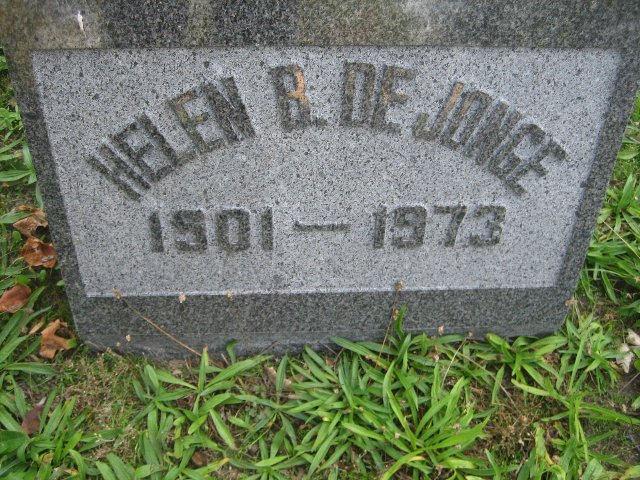 HELEN B. DE JONGE
1901 — 1973